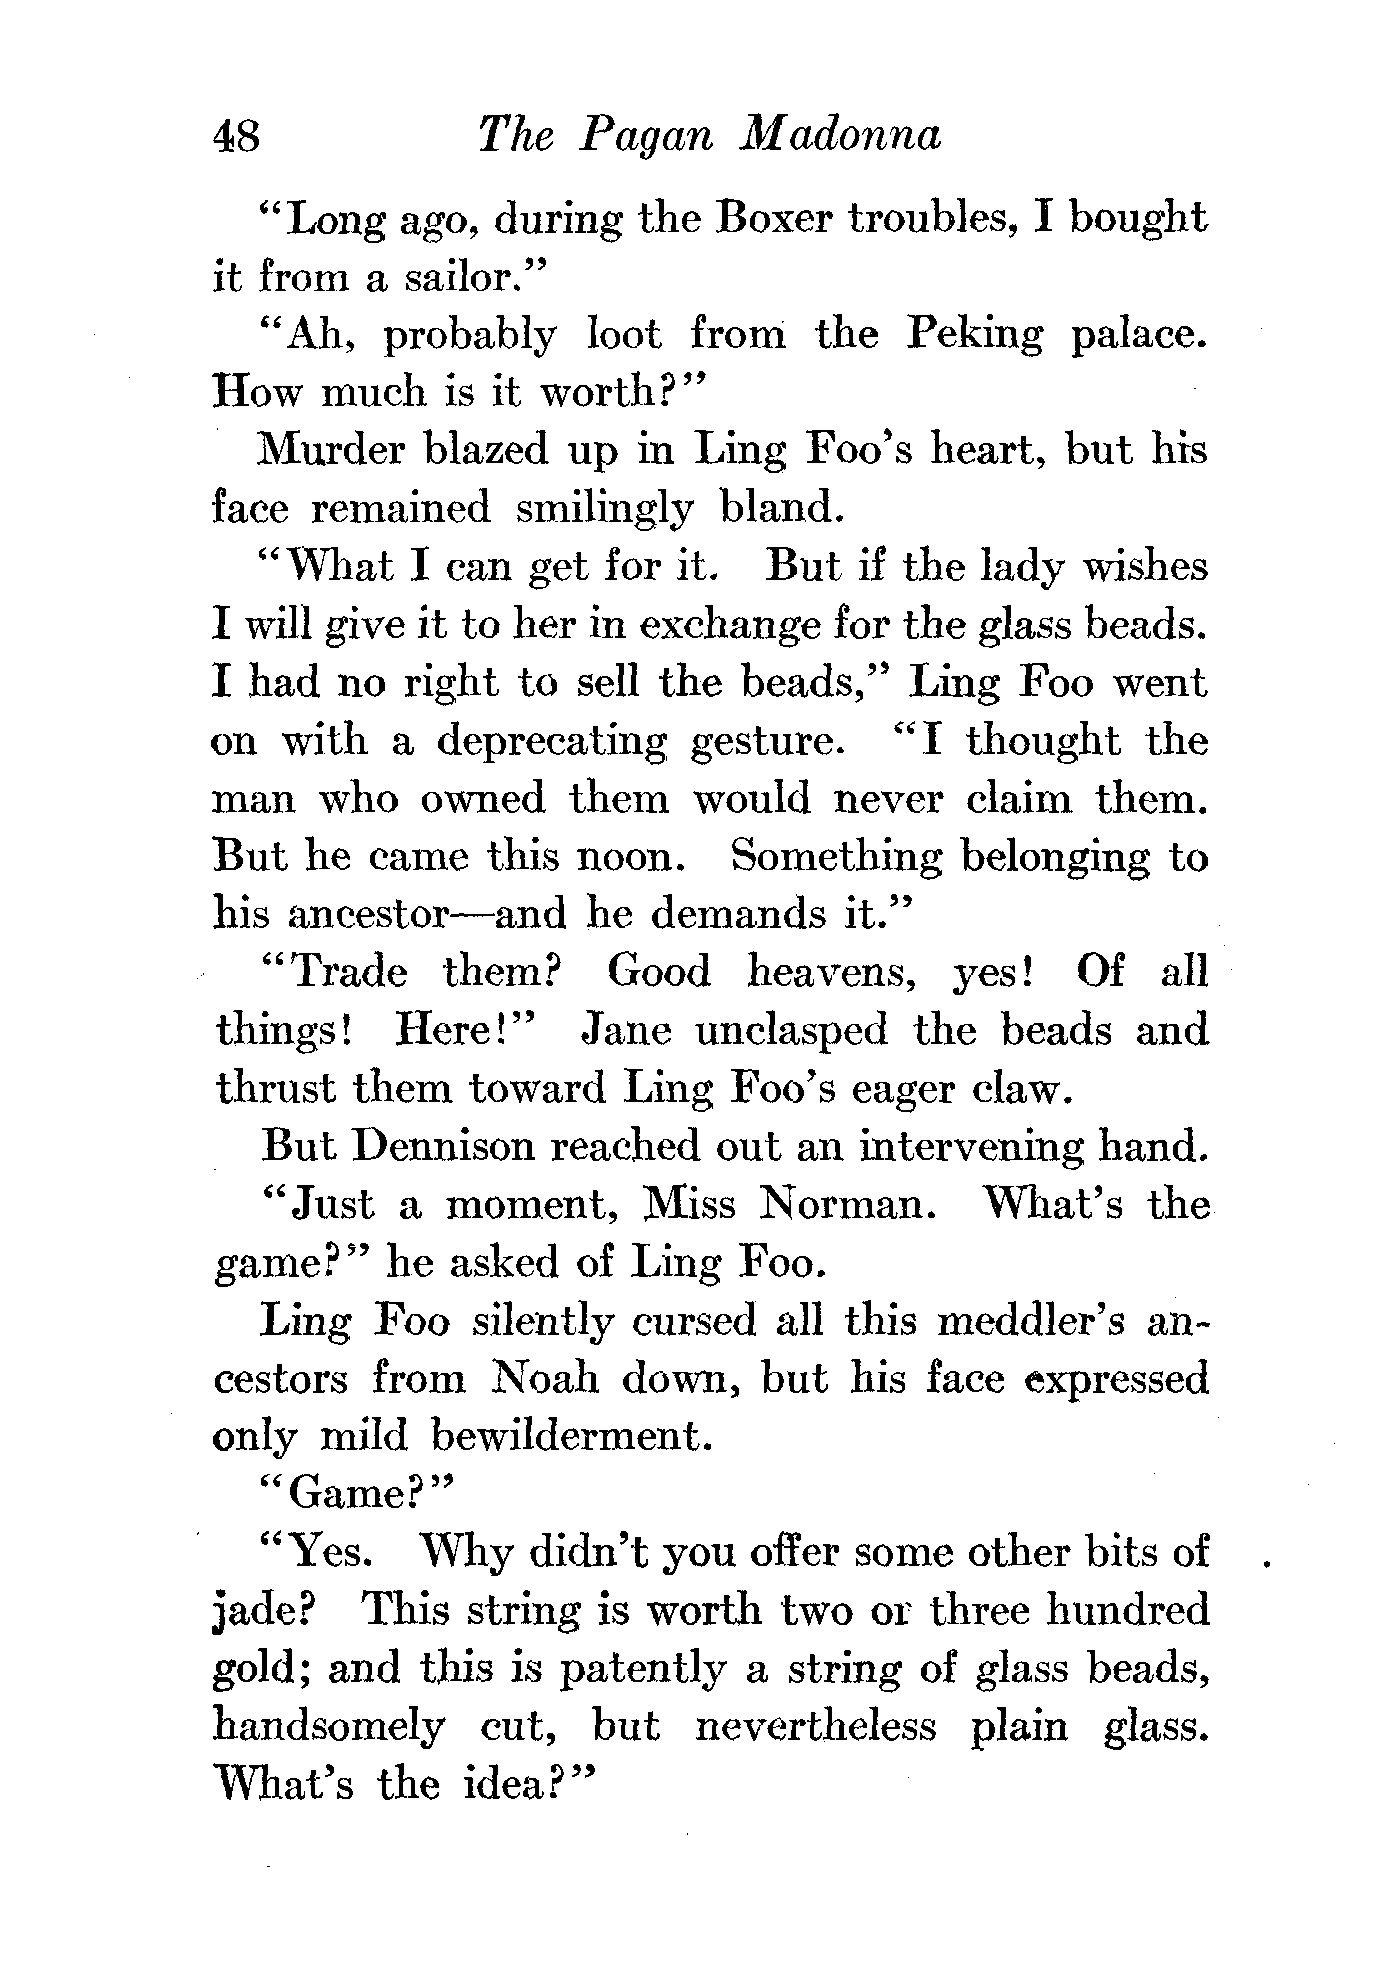 48 The Pagan Madonna
“Long ago, during the Boxer troubles, I bought
it from a sailor.”
“Ah, probably loot from the Peking palace.
How much is it worth?”
Murder blazed up in Ling Foo’s heart, but his
face remained smilingly bland.
“What I can get for it. But if the lady wishes
I will give it to her in exchange for the glass beads.
I had no right to sell the beads,” Ling Foo went
on with a deprecating gesture. “I thought the
man who owned them would never claim them.
But he came this noon. Something belonging to
his ancestor—and he demands it.”
“Trade them? Good heavens, yes! Of all
things! Here!” Jane unclasped the beads and
thrust them toward Ling Foo’s eager claw.
But Dennison reached out an intervening hand.
“Just a moment, Miss Norman. What’s the
game?” he asked of Ling Foo.
Ling Foo silently cursed all this meddler’s an-
cestors from Noah down, but his face expressed
only mild bewilderment.
“Game?”
“Yes. Why didn’t you offer some other bits of
jade? This string is worth two or three hundred
gold; and this is patently a string of glass beads,
handsomely cut, but nevertheless plain glass.
What’s the idea?”